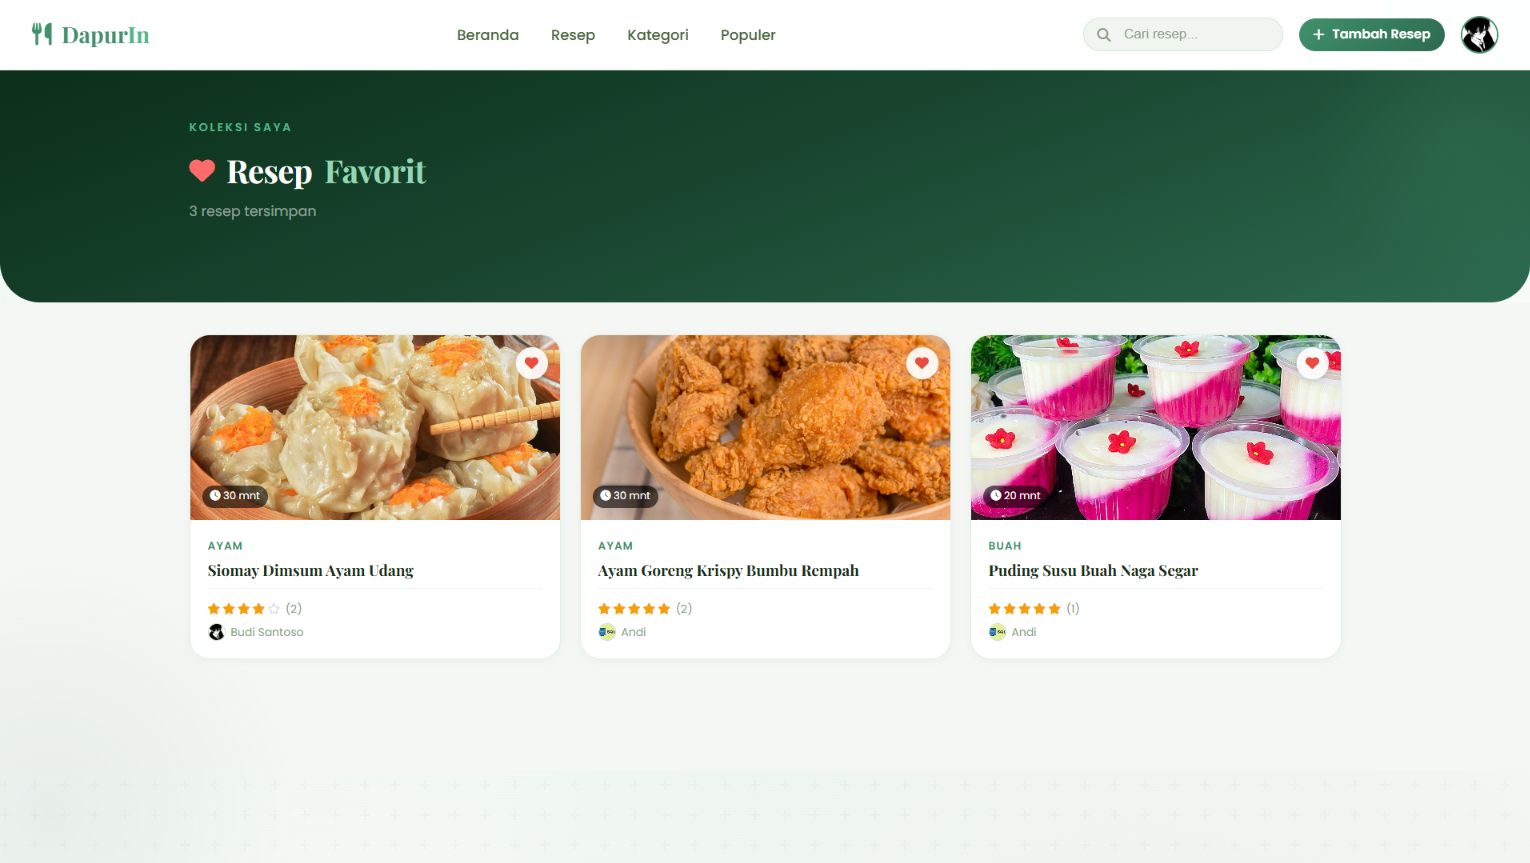 DapurIn
Beranda
Resep
Kategori
Populer
Cari resep...
Tambah Resep
KOLEKSI SAYA
Resep Favorit
3 resep tersimpan
30 mnt
AYAM
Siomay Dimsum Ayam Udang
(2)
Budi Santoso
30 mnt
AYAM
Ayam Goreng Krispy Bumbu Rempah
(2)
Andi
20 mnt
BUAH
Puding Susu Buah Naga Segar
(1)
Andi